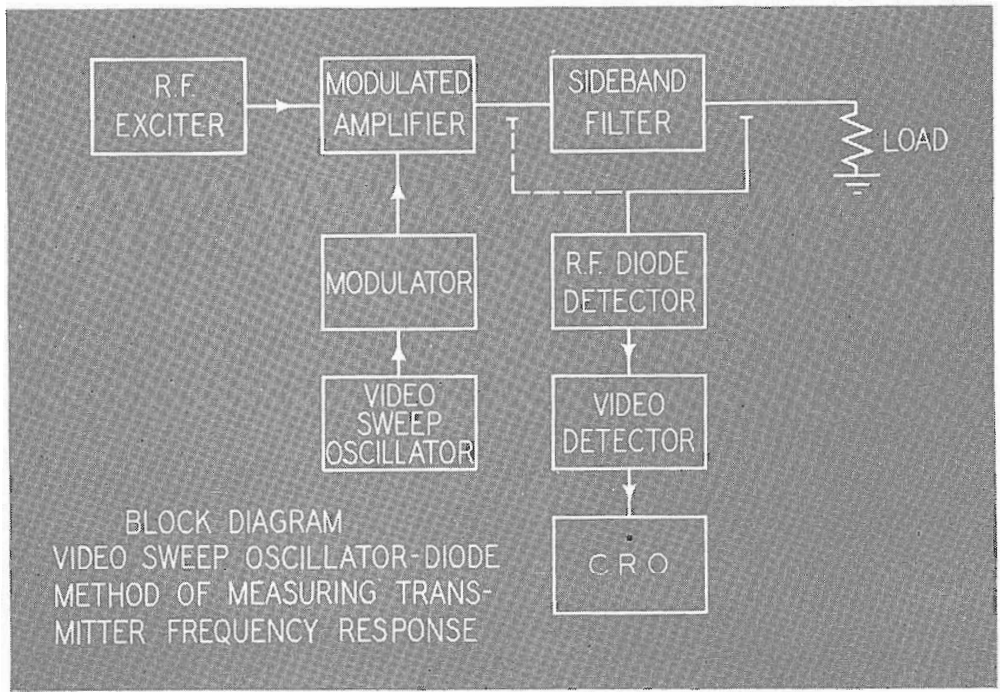 R.F.
EXCITER
MODULATED
AMPLIFIER
SIDEBAND
FILTER
LOAD
MODULATOR
R.F. DIODE
DETECTOR
VIDEO
SWEEP
OSCILLATOR
VIDEO
DETECTOR
C R O
BLOCK DIAGRAM
VIDEO SWEEP OSCILLATOR-DIODE
METHOD OF MEASURING TRANS-
MITTER FREQUENCY RESPONSE